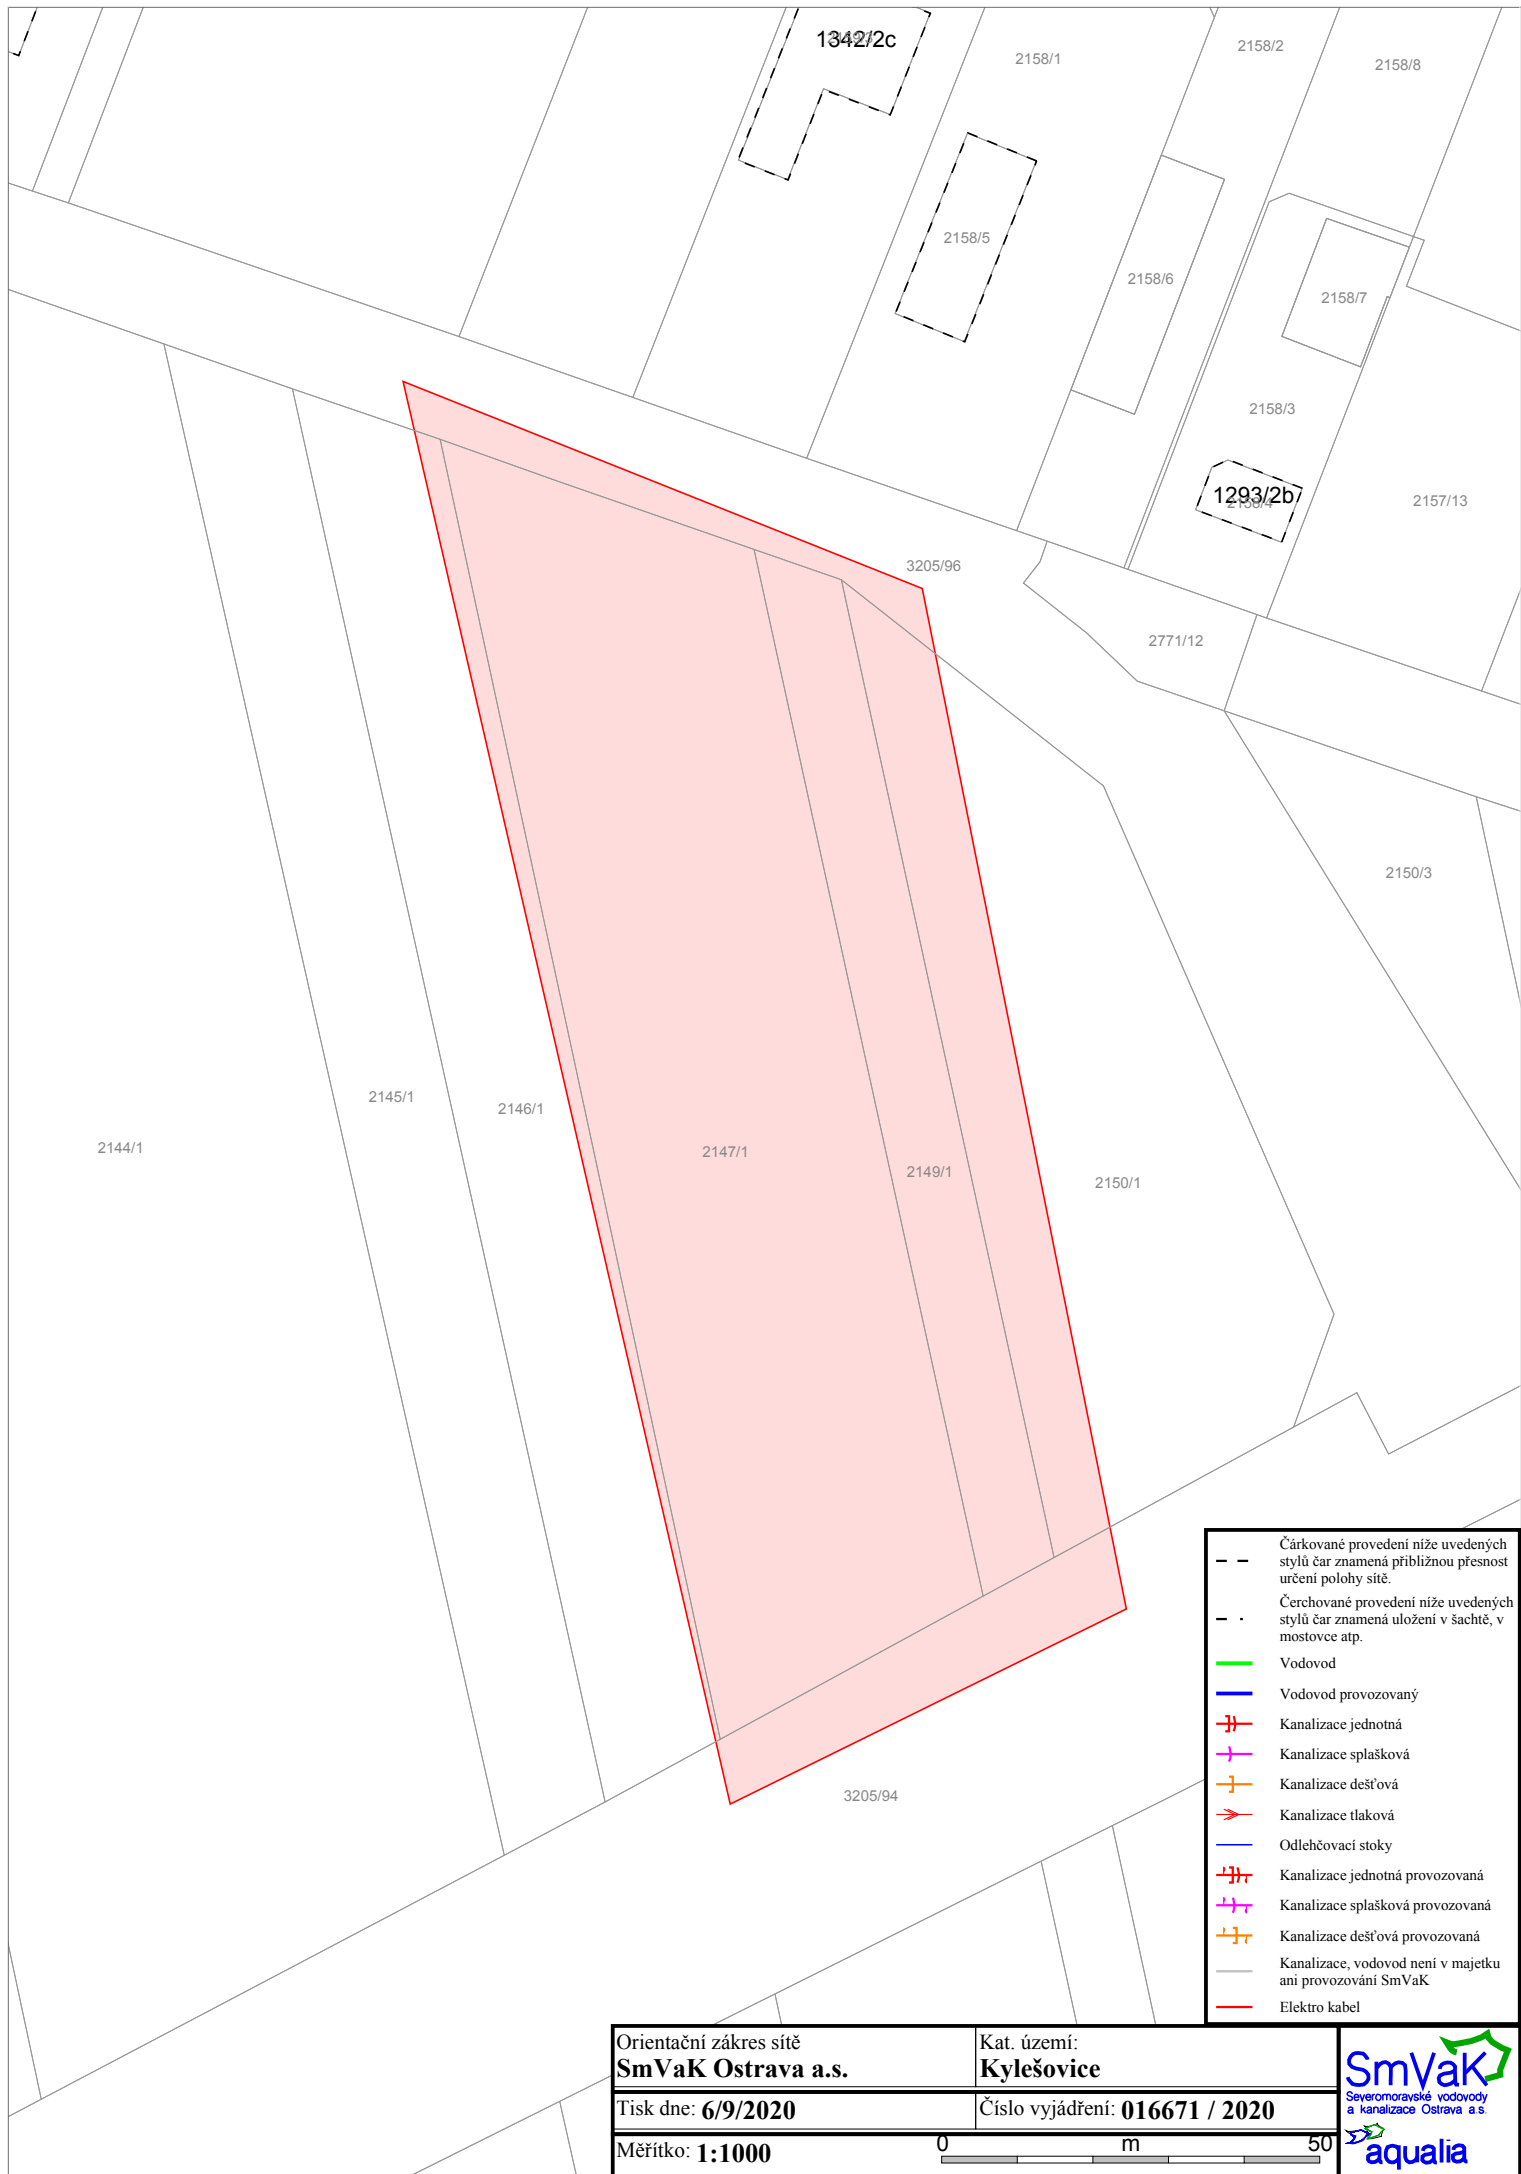 1342/2c
2158/1
2158/2
2158/8
2158/5
2158/6
2158/7
2158/3
1293/2b
2158/4
2157/13
3205/96
2771/12
2150/3
2145/1
2146/1
2144/1
2147/1
2149/1
2150/1
3205/94
Čárkované provedení níže uvedených
stylů čar znamená přibližnou přesnost
určení polohy sítě.
Čerchované provedení níže uvedených
stylů čar znamená uložení v šachtě, v
mostovce atp.
Vodovod
Vodovod provozovaný
Kanalizace jednotná
Kanalizace splašková
Kanalizace dešťová
Kanalizace tlaková
Odlehčovací stoky
Kanalizace jednotná provozovaná
Kanalizace splašková provozovaná
Kanalizace dešťová provozovaná
Kanalizace, vodovod není v majetku
ani provozování SmVaK
Elektro kabel
Orientační zákres sítě
SmVaK Ostrava a.s.
Kat. území:
Kylešovice
Tisk dne: 6/9/2020
Číslo vyjádření: 016671 / 2020
Měřítko: 1:1000
0 m 50
SmVaK
Severomoravské vodovody
a kanalizace Ostrava a.s.
aqualia